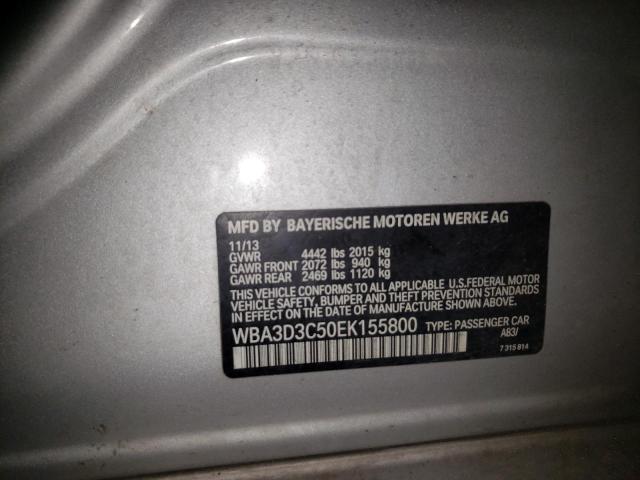 MFD BY BAYERISCHE MOTOREN WERKE AG
11/13
GVWR 4442 lbs 2015 kg
GAWR FRONT 2072 lbs 940 kg
GAWR REAR 2469 lbs 1120 kg
THIS VEHICLE CONFORMS TO ALL APPLICABLE U.S.FEDERAL MOTOR
VEHICLE SAFETY, BUMPER AND THEFT PREVENTION STANDARDS
IN EFFECT ON THE DATE OF MANUFACTURE SHOWN ABOVE.
WBA3D3C50EK155800 TYPE: PASSENGER CAR
A83/
7 315 814